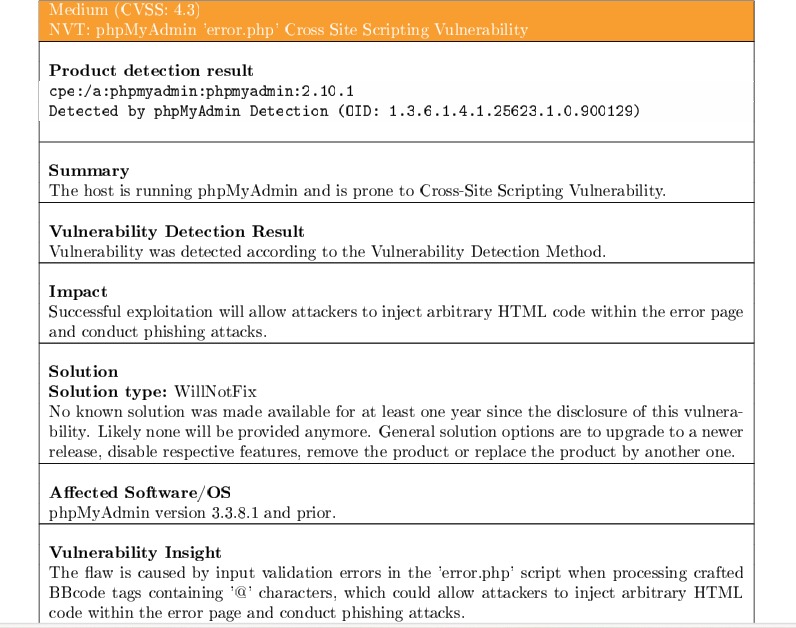 Medium (CVSS: 4.3)
NVT: phpMyAdmin 'error.php' Cross Site Scripting Vulnerability
Product detection result
cpe:/a:phpmyadmin:phpmyadmin:2.10.1
Detected by phpMyAdmin Detection (OID: 1.3.6.1.4.1.25623.1.0.900129)
Summary
The host is running phpMyAdmin and is prone to Cross-Site Scripting Vulnerability.
Vulnerability Detection Result
Vulnerability was detected according to the Vulnerability Detection Method.
Impact
Successful exploitation will allow attackers to inject arbitrary HTML code within the error page
and conduct phishing attacks.
Solution
Solution type: WillNotFix
No known solution was made available for at least one year since the disclosure of this vulnera-
bility. Likely none will be provided anymore. General solution options are to upgrade to a newer
release, disable respective features, remove the product or replace the product by another one.
Affected Software/OS
phpMyAdmin version 3.3.8.1 and prior.
Vulnerability Insight
The flaw is caused by input validation errors in the 'error.php' script when processing crafted
BBcode tags containing '@' characters, which could allow attackers to inject arbitrary HTML
code within the error page and conduct phishing attacks.